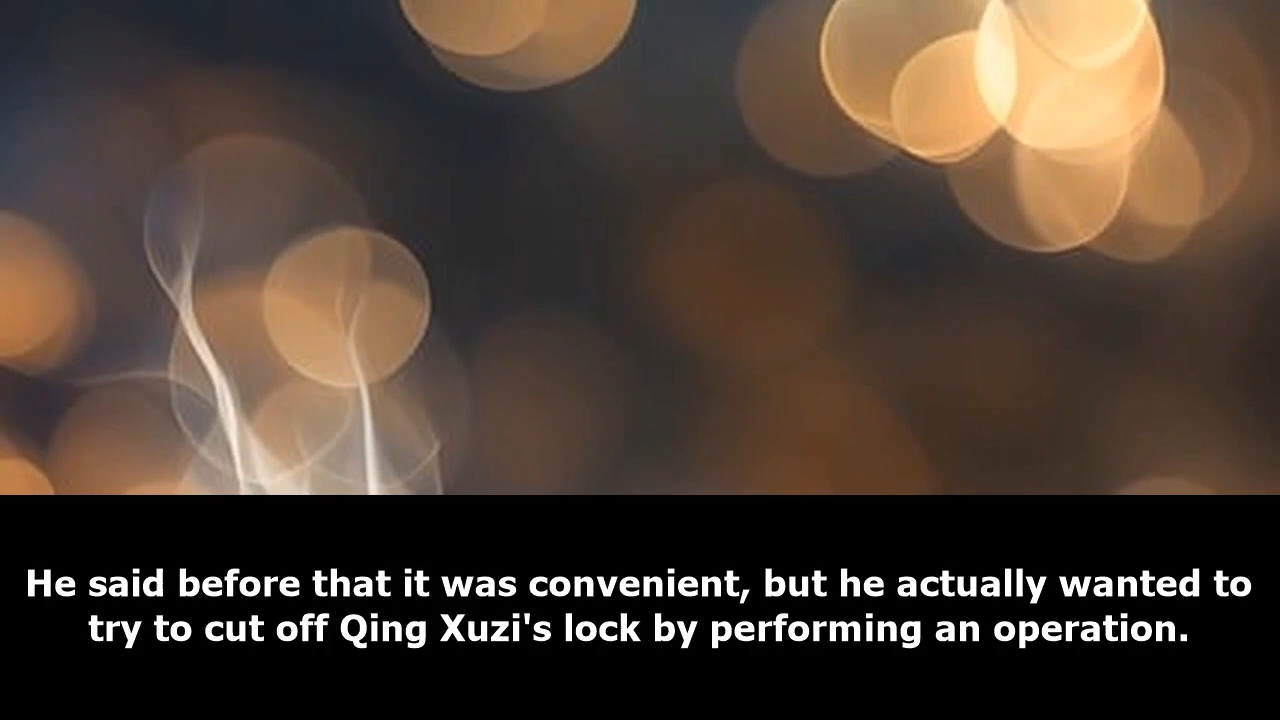 He said before that it was convenient, but he actually wanted to
try to cut off Qing Xuzi's lock by performing an operation.